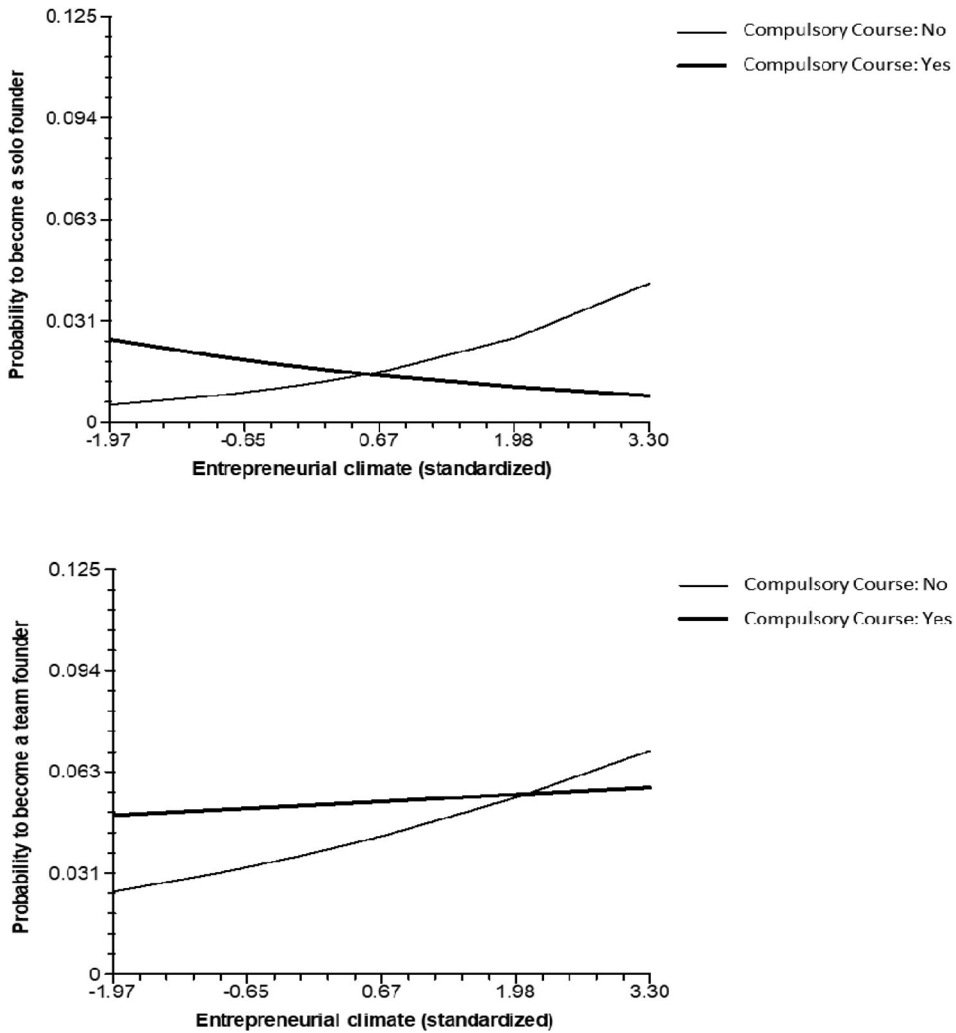 0.125
0.094
0.063
0.031
0
Probability to become a solo founder
-1.97 -0.65 0.67 1.98 3.30
Entrepreneurial climate (standardized)
Compulsory Course: No
Compulsory Course: Yes
0.125
0.094
0.063
0.031
0
Probability to become a team founder
-1.97 -0.65 0.67 1.98 3.30
Entrepreneurial climate (standardized)
Compulsory Course: No
Compulsory Course: Yes